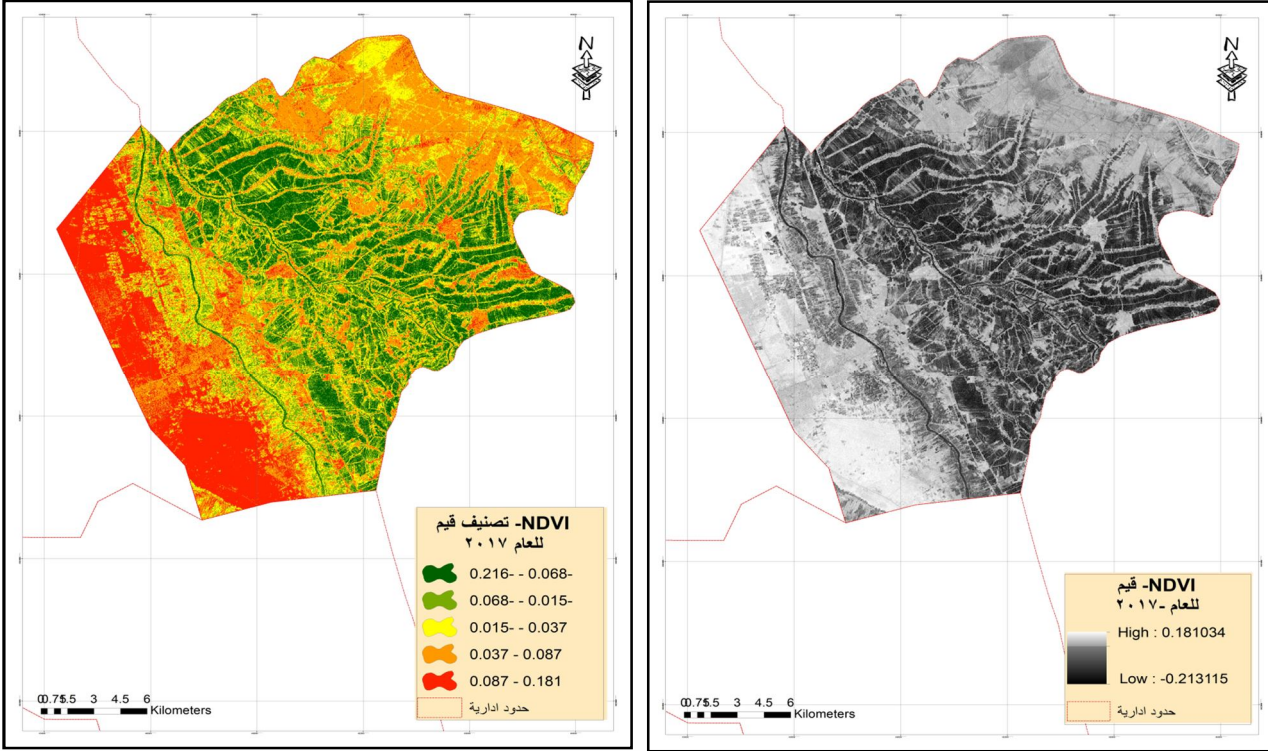 N
NDVI- تصنيف قيم
للعام ٢٠١٧
0.216- - 0.068-
0.068- - 0.015-
0.015- - 0.037
0.037 - 0.087
0.087 - 0.181
حدود ادارية
0 0.75 1.5 3 4.5 6
Kilometers
N
NDVI- قيم
للعام -٢٠١٧
High : 0.181034
Low : -0.213115
حدود ادارية
0 0.75 1.5 3 4.5 6
Kilometers